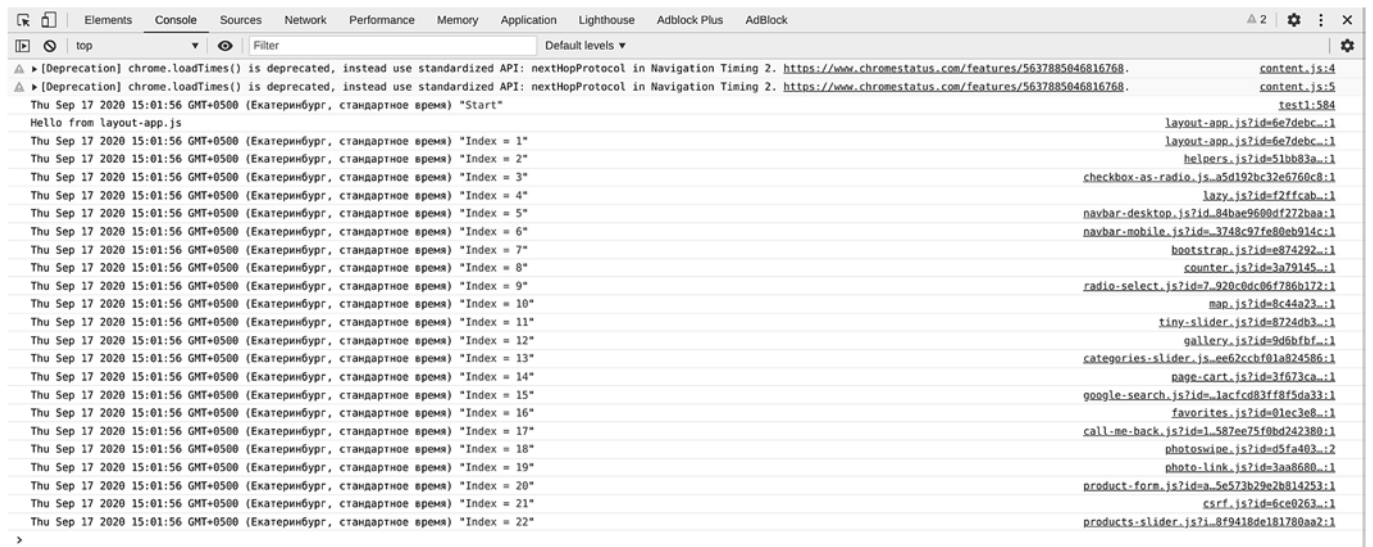 Elements Console Sources Network Performance Memory Application Lighthouse Adblock Plus AdBlock 2
top Filter Default levels
[Deprecation] chrome.loadTimes() is deprecated, instead use standardized API: nextHopProtocol in Navigation Timing 2. https://www.chromestatus.com/features/5637885046816768. content.js:4
[Deprecation] chrome.loadTimes() is deprecated, instead use standardized API: nextHopProtocol in Navigation Timing 2. https://www.chromestatus.com/features/5637885046816768. content.js:5
Thu Sep 17 2020 15:01:56 GMT+0500 (Екатеринбург, стандартное время) "Start" test1:584
Hello from layout-app.js layout-app.js?id=6e7debc…:1
Thu Sep 17 2020 15:01:56 GMT+0500 (Екатеринбург, стандартное время) "Index = 1" layout-app.js?id=6e7debc…:1
Thu Sep 17 2020 15:01:56 GMT+0500 (Екатеринбург, стандартное время) "Index = 2" helpers.js?id=51bb83a…:1
Thu Sep 17 2020 15:01:56 GMT+0500 (Екатеринбург, стандартное время) "Index = 3" checkbox-as-radio.js…a5d192bc32e6760c8:1
Thu Sep 17 2020 15:01:56 GMT+0500 (Екатеринбург, стандартное время) "Index = 4" lazy.js?id=f2ffcab…:1
Thu Sep 17 2020 15:01:56 GMT+0500 (Екатеринбург, стандартное время) "Index = 5" navbar-desktop.js?id…84bae9600df272baa:1
Thu Sep 17 2020 15:01:56 GMT+0500 (Екатеринбург, стандартное время) "Index = 6" navbar-mobile.js?id=…3748c97fe80eb914c:1
Thu Sep 17 2020 15:01:56 GMT+0500 (Екатеринбург, стандартное время) "Index = 7" bootstrap.js?id=e874292…:1
Thu Sep 17 2020 15:01:56 GMT+0500 (Екатеринбург, стандартное время) "Index = 8" counter.js?id=3a79145…:1
Thu Sep 17 2020 15:01:56 GMT+0500 (Екатеринбург, стандартное время) "Index = 9" radio-select.js?id=7…920c0dc06f786b172:1
Thu Sep 17 2020 15:01:56 GMT+0500 (Екатеринбург, стандартное время) "Index = 10" map.js?id=8c44a23…:1
Thu Sep 17 2020 15:01:56 GMT+0500 (Екатеринбург, стандартное время) "Index = 11" tiny-slider.js?id=8724db3…:1
Thu Sep 17 2020 15:01:56 GMT+0500 (Екатеринбург, стандартное время) "Index = 12" gallery.js?id=9d6bfbf…:1
Thu Sep 17 2020 15:01:56 GMT+0500 (Екатеринбург, стандартное время) "Index = 13" categories-slider.js…ee62ccbf01a824586:1
Thu Sep 17 2020 15:01:56 GMT+0500 (Екатеринбург, стандартное время) "Index = 14" page-cart.js?id=3f673ca…:1
Thu Sep 17 2020 15:01:56 GMT+0500 (Екатеринбург, стандартное время) "Index = 15" google-search.js?id=…1acfcd83ff8f5da33:1
Thu Sep 17 2020 15:01:56 GMT+0500 (Екатеринбург, стандартное время) "Index = 16" favorites.js?id=01ec3e8…:1
Thu Sep 17 2020 15:01:56 GMT+0500 (Екатеринбург, стандартное время) "Index = 17" call-me-back.js?id=1…587ee75f0bd242380:1
Thu Sep 17 2020 15:01:56 GMT+0500 (Екатеринбург, стандартное время) "Index = 18" photoswipe.js?id=d5fa403…:2
Thu Sep 17 2020 15:01:56 GMT+0500 (Екатеринбург, стандартное время) "Index = 19" photo-link.js?id=3aa8680…:1
Thu Sep 17 2020 15:01:56 GMT+0500 (Екатеринбург, стандартное время) "Index = 20" product-form.js?id=a…5e573b29e2b814253:1
Thu Sep 17 2020 15:01:56 GMT+0500 (Екатеринбург, стандартное время) "Index = 21" csrf.js?id=6ce0263…:1
Thu Sep 17 2020 15:01:56 GMT+0500 (Екатеринбург, стандартное время) "Index = 22" products-slider.js?i…8f9418de181780aa2:1